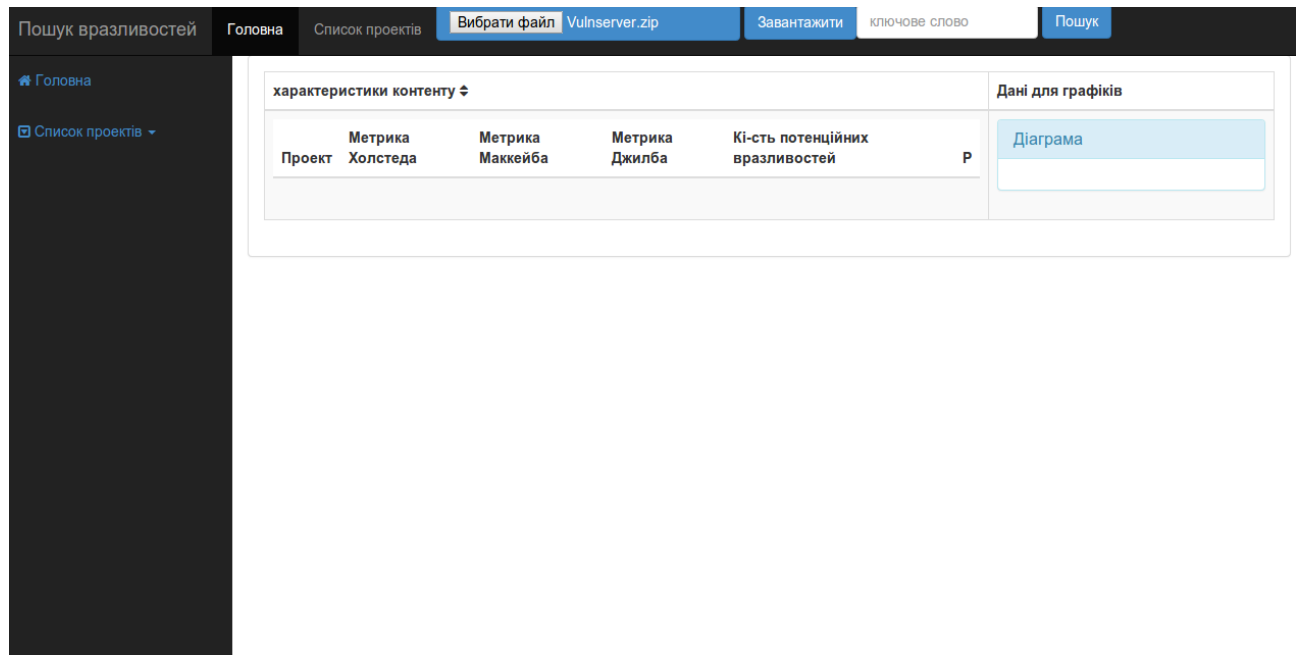 Пошук вразливостей
Головна
Список проектів
Вибрати файл Vulnserver.zip
Завантажити
ключове слово
Пошук
Головна
Список проектів
характеристики контенту
Дані для графіків
Проект
Метрика
Холстеда
Метрика
Маккейба
Метрика
Джилба
Кі-сть потенційних
вразливостей
Р
Діаграма